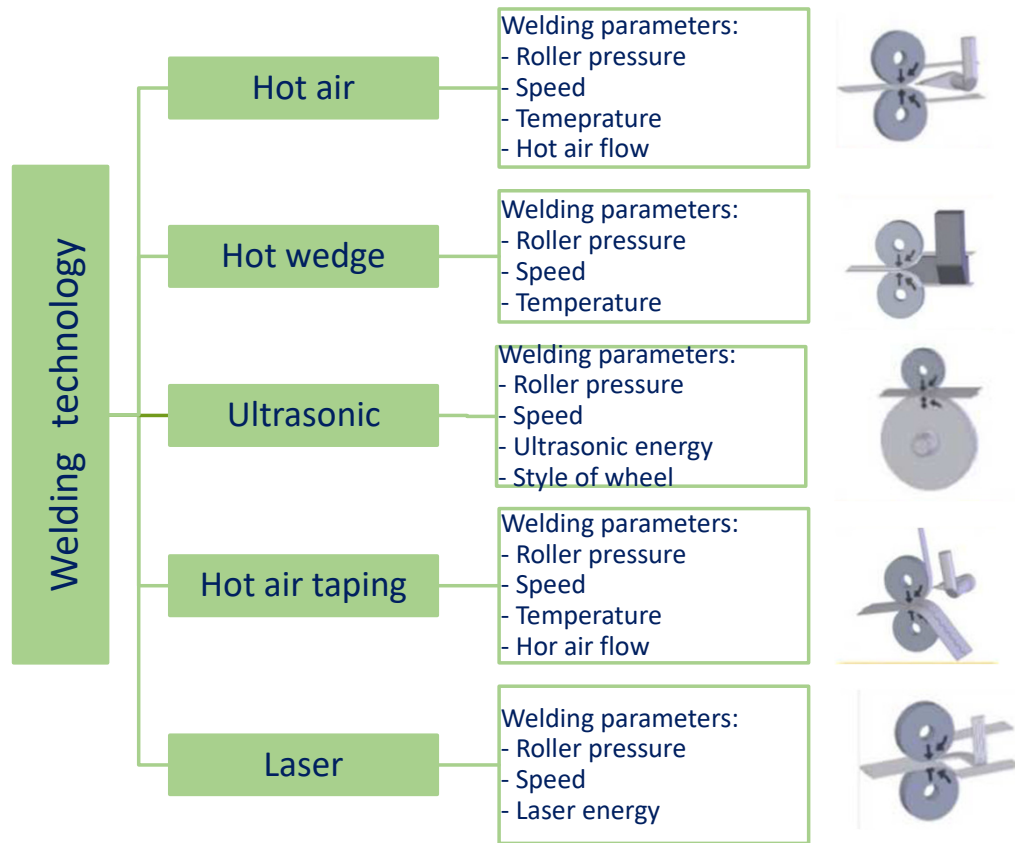 Welding technology
Hot air
Welding parameters:
- Roller pressure
- Speed
- Temeprature
- Hot air flow
Hot wedge
Welding parameters:
- Roller pressure
- Speed
- Temperature
Ultrasonic
Welding parameters:
- Roller pressure
- Speed
- Ultrasonic energy
- Style of wheel
Hot air taping
Welding parameters:
- Roller pressure
- Speed
- Temperature
- Hor air flow
Laser
Welding parameters:
- Roller pressure
- Speed
- Laser energy